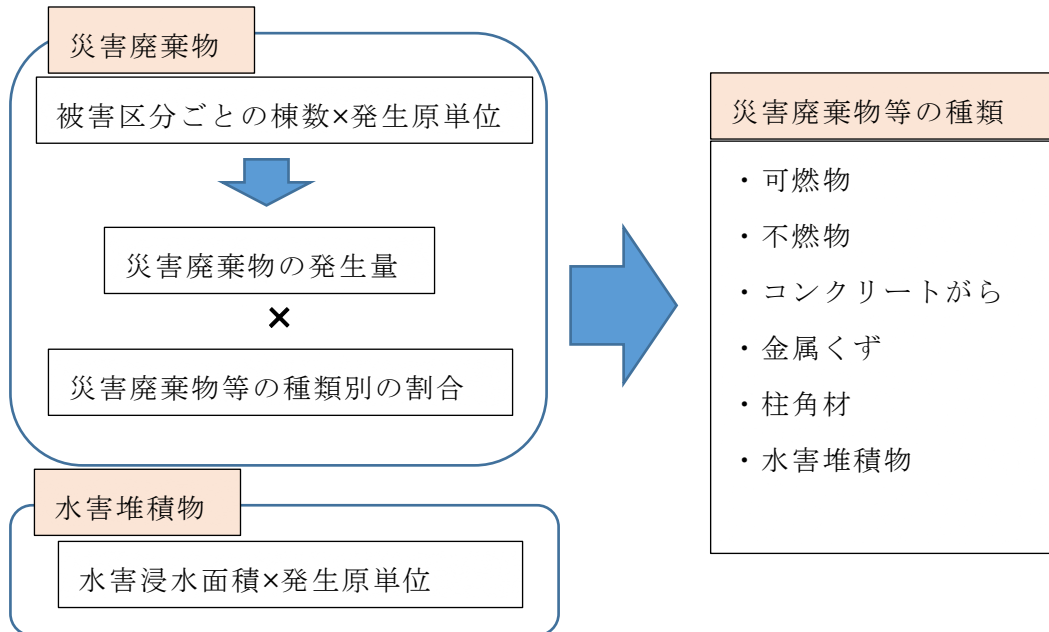 災害廃棄物
被害区分ごとの棟数×発生原単位
災害廃棄物の発生量
×
災害廃棄物等の種類別の割合
水害堆積物
水害浸水面積×発生原単位
災害廃棄物等の種類
・可燃物
・不燃物
・コンクリートがら
・金属くず
・柱角材
・水害堆積物